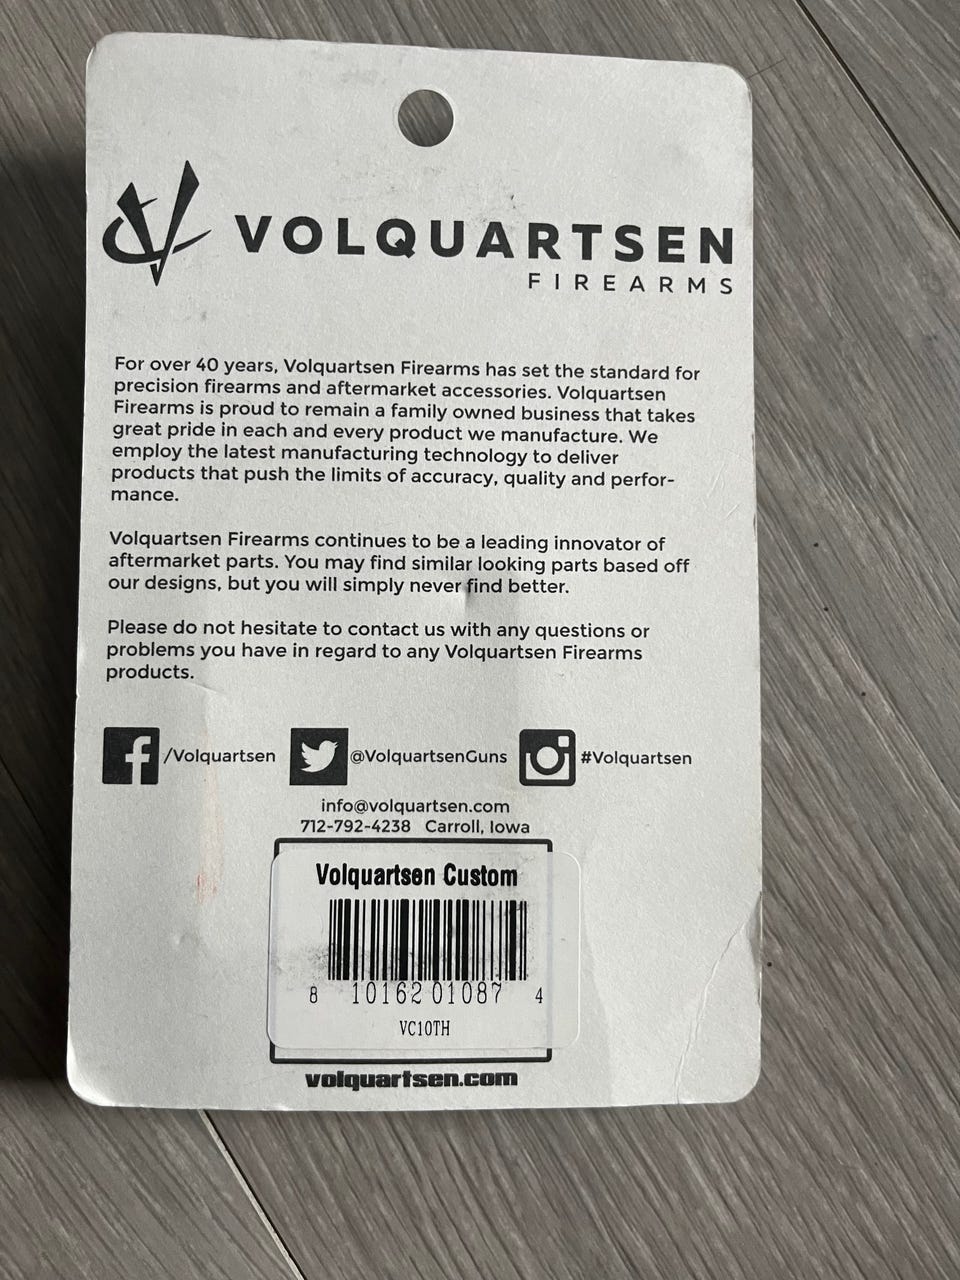 VOLQUARTSEN
FIREARMS
For over 40 years, Volquartsen Firearms has set the standard for
precision firearms and aftermarket accessories. Volquartsen
Firearms is proud to remain a family owned business that takes
great pride in each and every product we manufacture. We
employ the latest manufacturing technology to deliver
products that push the limits of accuracy, quality and perfor-
mance.
Volquartsen Firearms continues to be a leading innovator of
aftermarket parts. You may find similar looking parts based off
our designs, but you will simply never find better.
Please do not hesitate to contact us with any questions or
problems you have in regard to any Volquartsen Firearms
products.
/Volquartsen @VolquartsenGuns #Volquartsen
info@volquartsen.com
712-792-4238 Carroll, Iowa
Volquartsen Custom
8 10162 01087 4
VC10TH
volquartsen.com